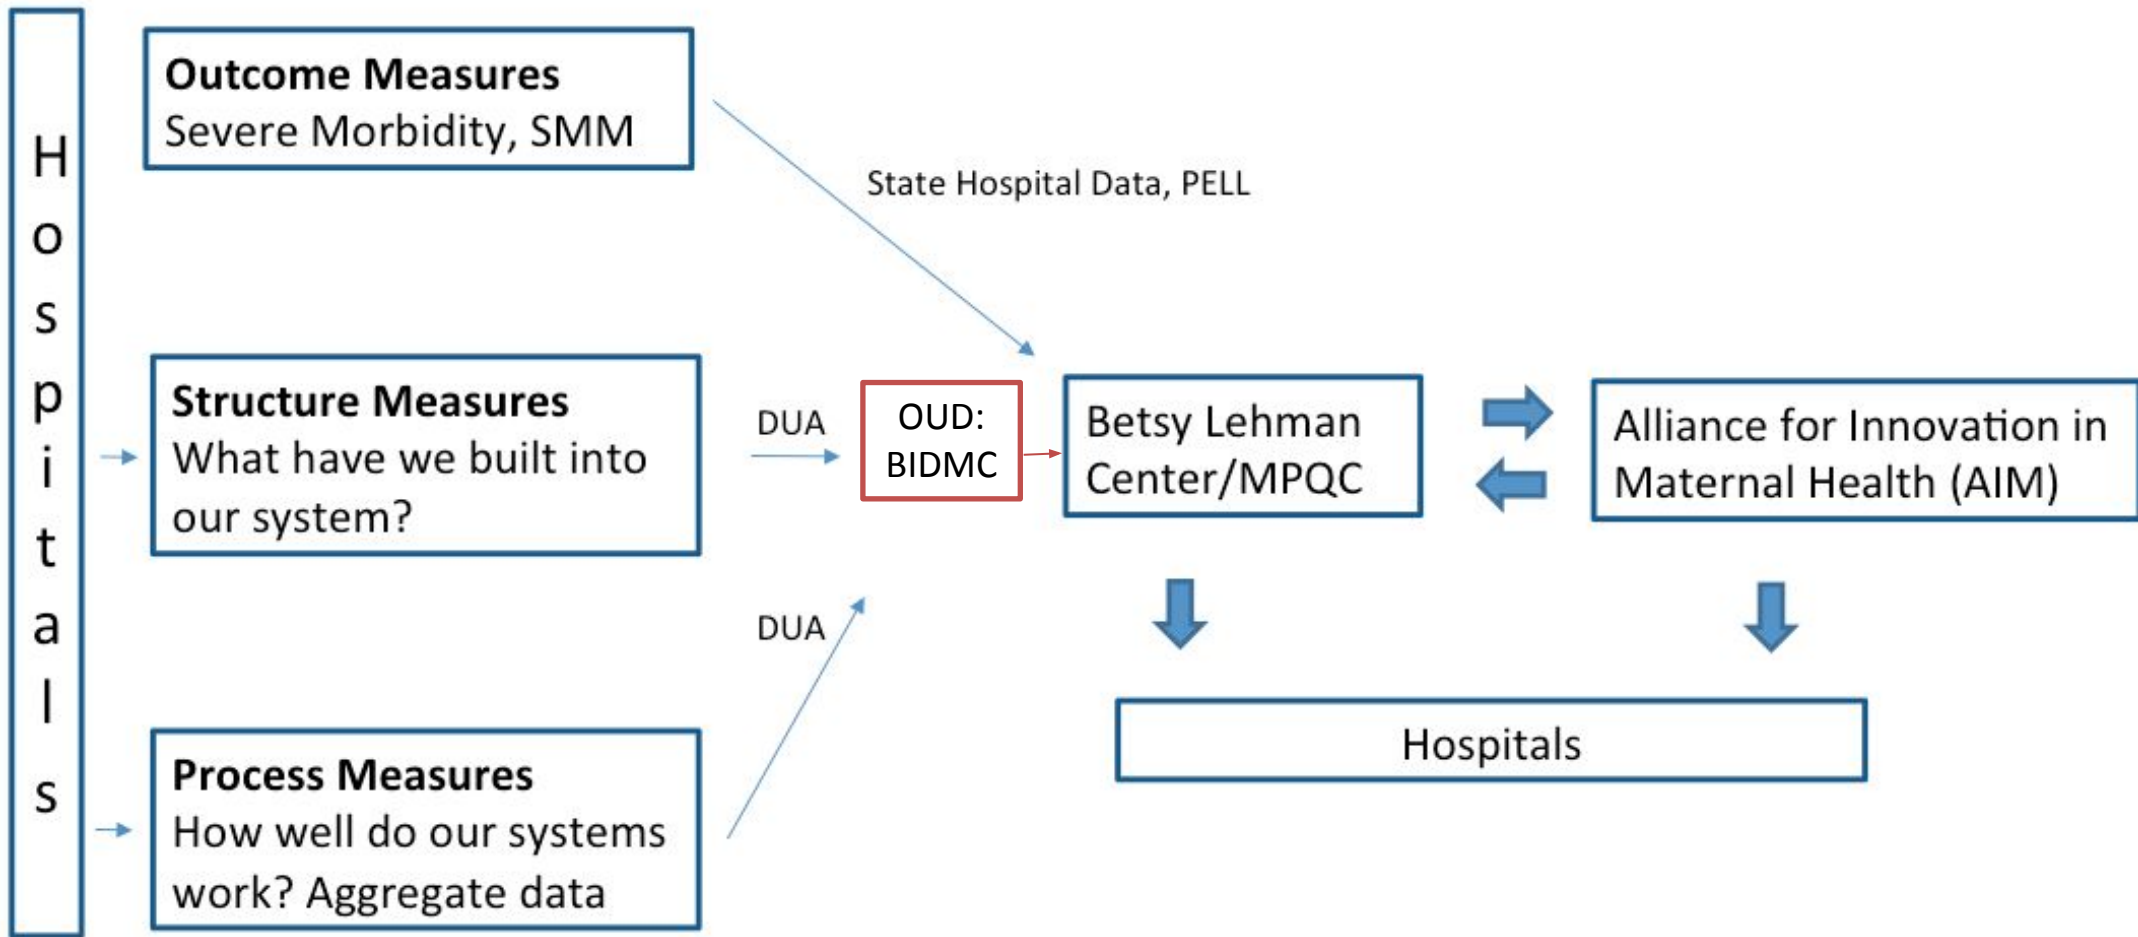 Hospitals
Outcome Measures
Severe Morbidity, SMM
State Hospital Data, PELL
Structure Measures
What have we built into
our system?
DUA
OUD:
BIDMC
Betsy Lehman
Center/MPQC
Alliance for Innovation in
Maternal Health (AIM)
DUA
Process Measures
How well do our systems
work? Aggregate data
Hospitals